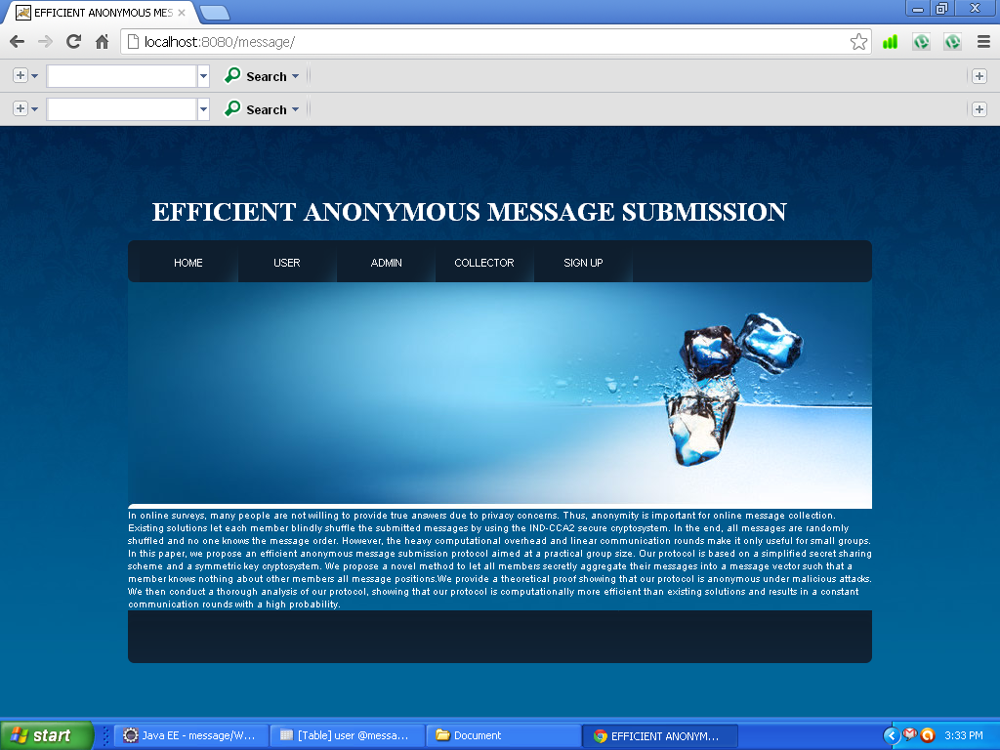 EFFICIENT ANONYMOUS MES
localhost:8080/message/
Search
Search
EFFICIENT ANONYMOUS MESSAGE SUBMISSION
HOME USER ADMIN COLLECTOR SIGN UP
In online surveys, many people are not willing to provide true answers due to privacy concerns. Thus, anonymity is important for online message collection.
Existing solutions let each member blindly shuffle the submitted messages by using the IND-CCA2 secure cryptosystem. In the end, all messages are randomly
shuffled and no one knows the message order. However, the heavy computational overhead and linear communication rounds make it only useful for small groups.
In this paper, we propose an efficient anonymous message submission protocol aimed at a practical group size. Our protocol is based on a simplified secret sharing
scheme and a symmetric key cryptosystem. We propose a novel method to let all members secretly aggregate their messages into a message vector such that a
member knows nothing about other members all message positions.We provide a theoretical proof showing that our protocol is anonymous under malicious attacks.
We then conduct a thorough analysis of our protocol, showing that our protocol is computationally more efficient than existing solutions and results in a constant
communication rounds with a high probability.
start Java EE - message/W... [Table] user @messa... Document EFFICIENT ANONYM... 3:33 PM